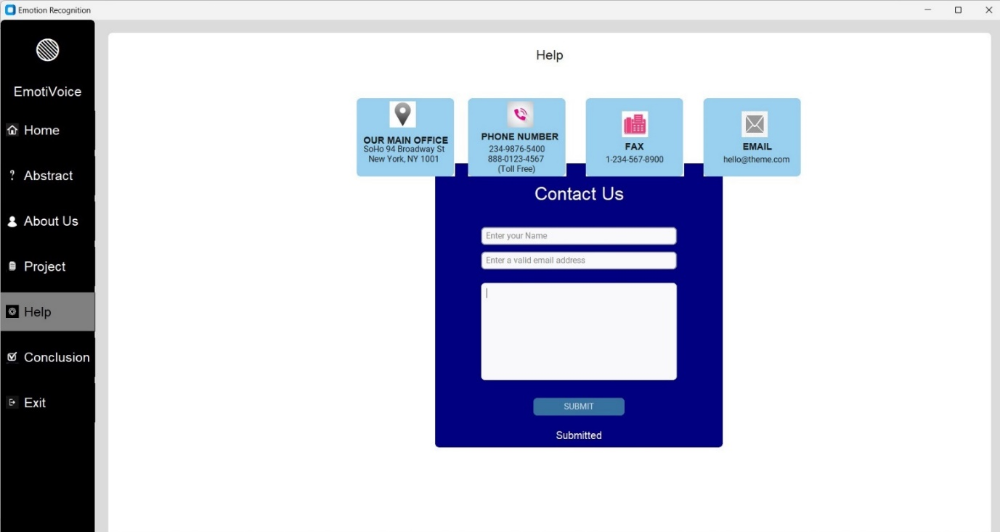 Emotion Recognition
EmotiVoice
Home
? Abstract
About Us
Project
Help
Conclusion
Exit
Help
OUR MAIN OFFICE
SoHo 94 Broadway St
New York, NY 1001
PHONE NUMBER
234-9876-5400
888-0123-4567
(Toll Free)
FAX
1-234-567-8900
EMAIL
hello@theme.com
Contact Us
Enter your Name
Enter a valid email address
SUBMIT
Submitted